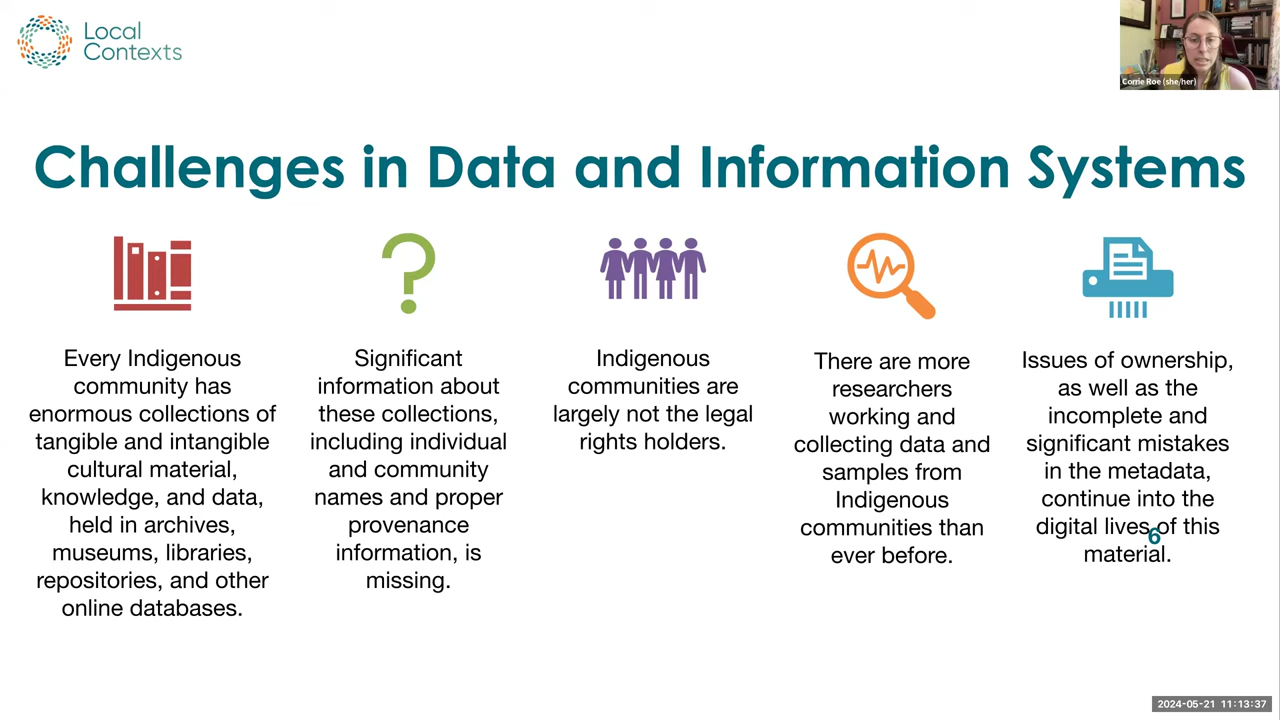 Local
Contexts
Corrie Roe (she/her)
Challenges in Data and Information Systems
Every Indigenous
community has
enormous collections of
tangible and intangible
cultural material,
knowledge, and data,
held in archives,
museums, libraries,
repositories, and other
online databases.
Significant
information about
these collections,
including individual
and community
names and proper
provenance
information, is
missing.
Indigenous
communities are
largely not the legal
rights holders.
There are more
researchers
working and
collecting data and
samples from
Indigenous
communities than
ever before.
Issues of ownership,
as well as the
incomplete and
significant mistakes
in the metadata,
continue into the
digital lives of this
material.
6
2024-05-21 11:13:37